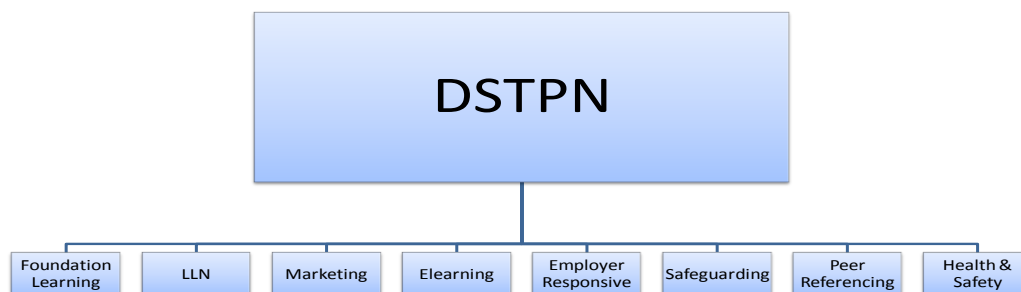 DSTPN
Foundation
Learning
LLN
Marketing
Elearning
Employer
Responsive
Safeguarding
Peer
Referencing
Health &
Safety